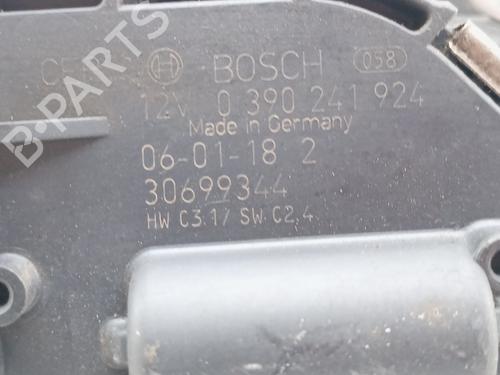 B-PARTS
BOSCH 058
12V 0 390 241 924
Made in Germany
06-01-18 2
30699344
HW C3.1/ SW C2,4